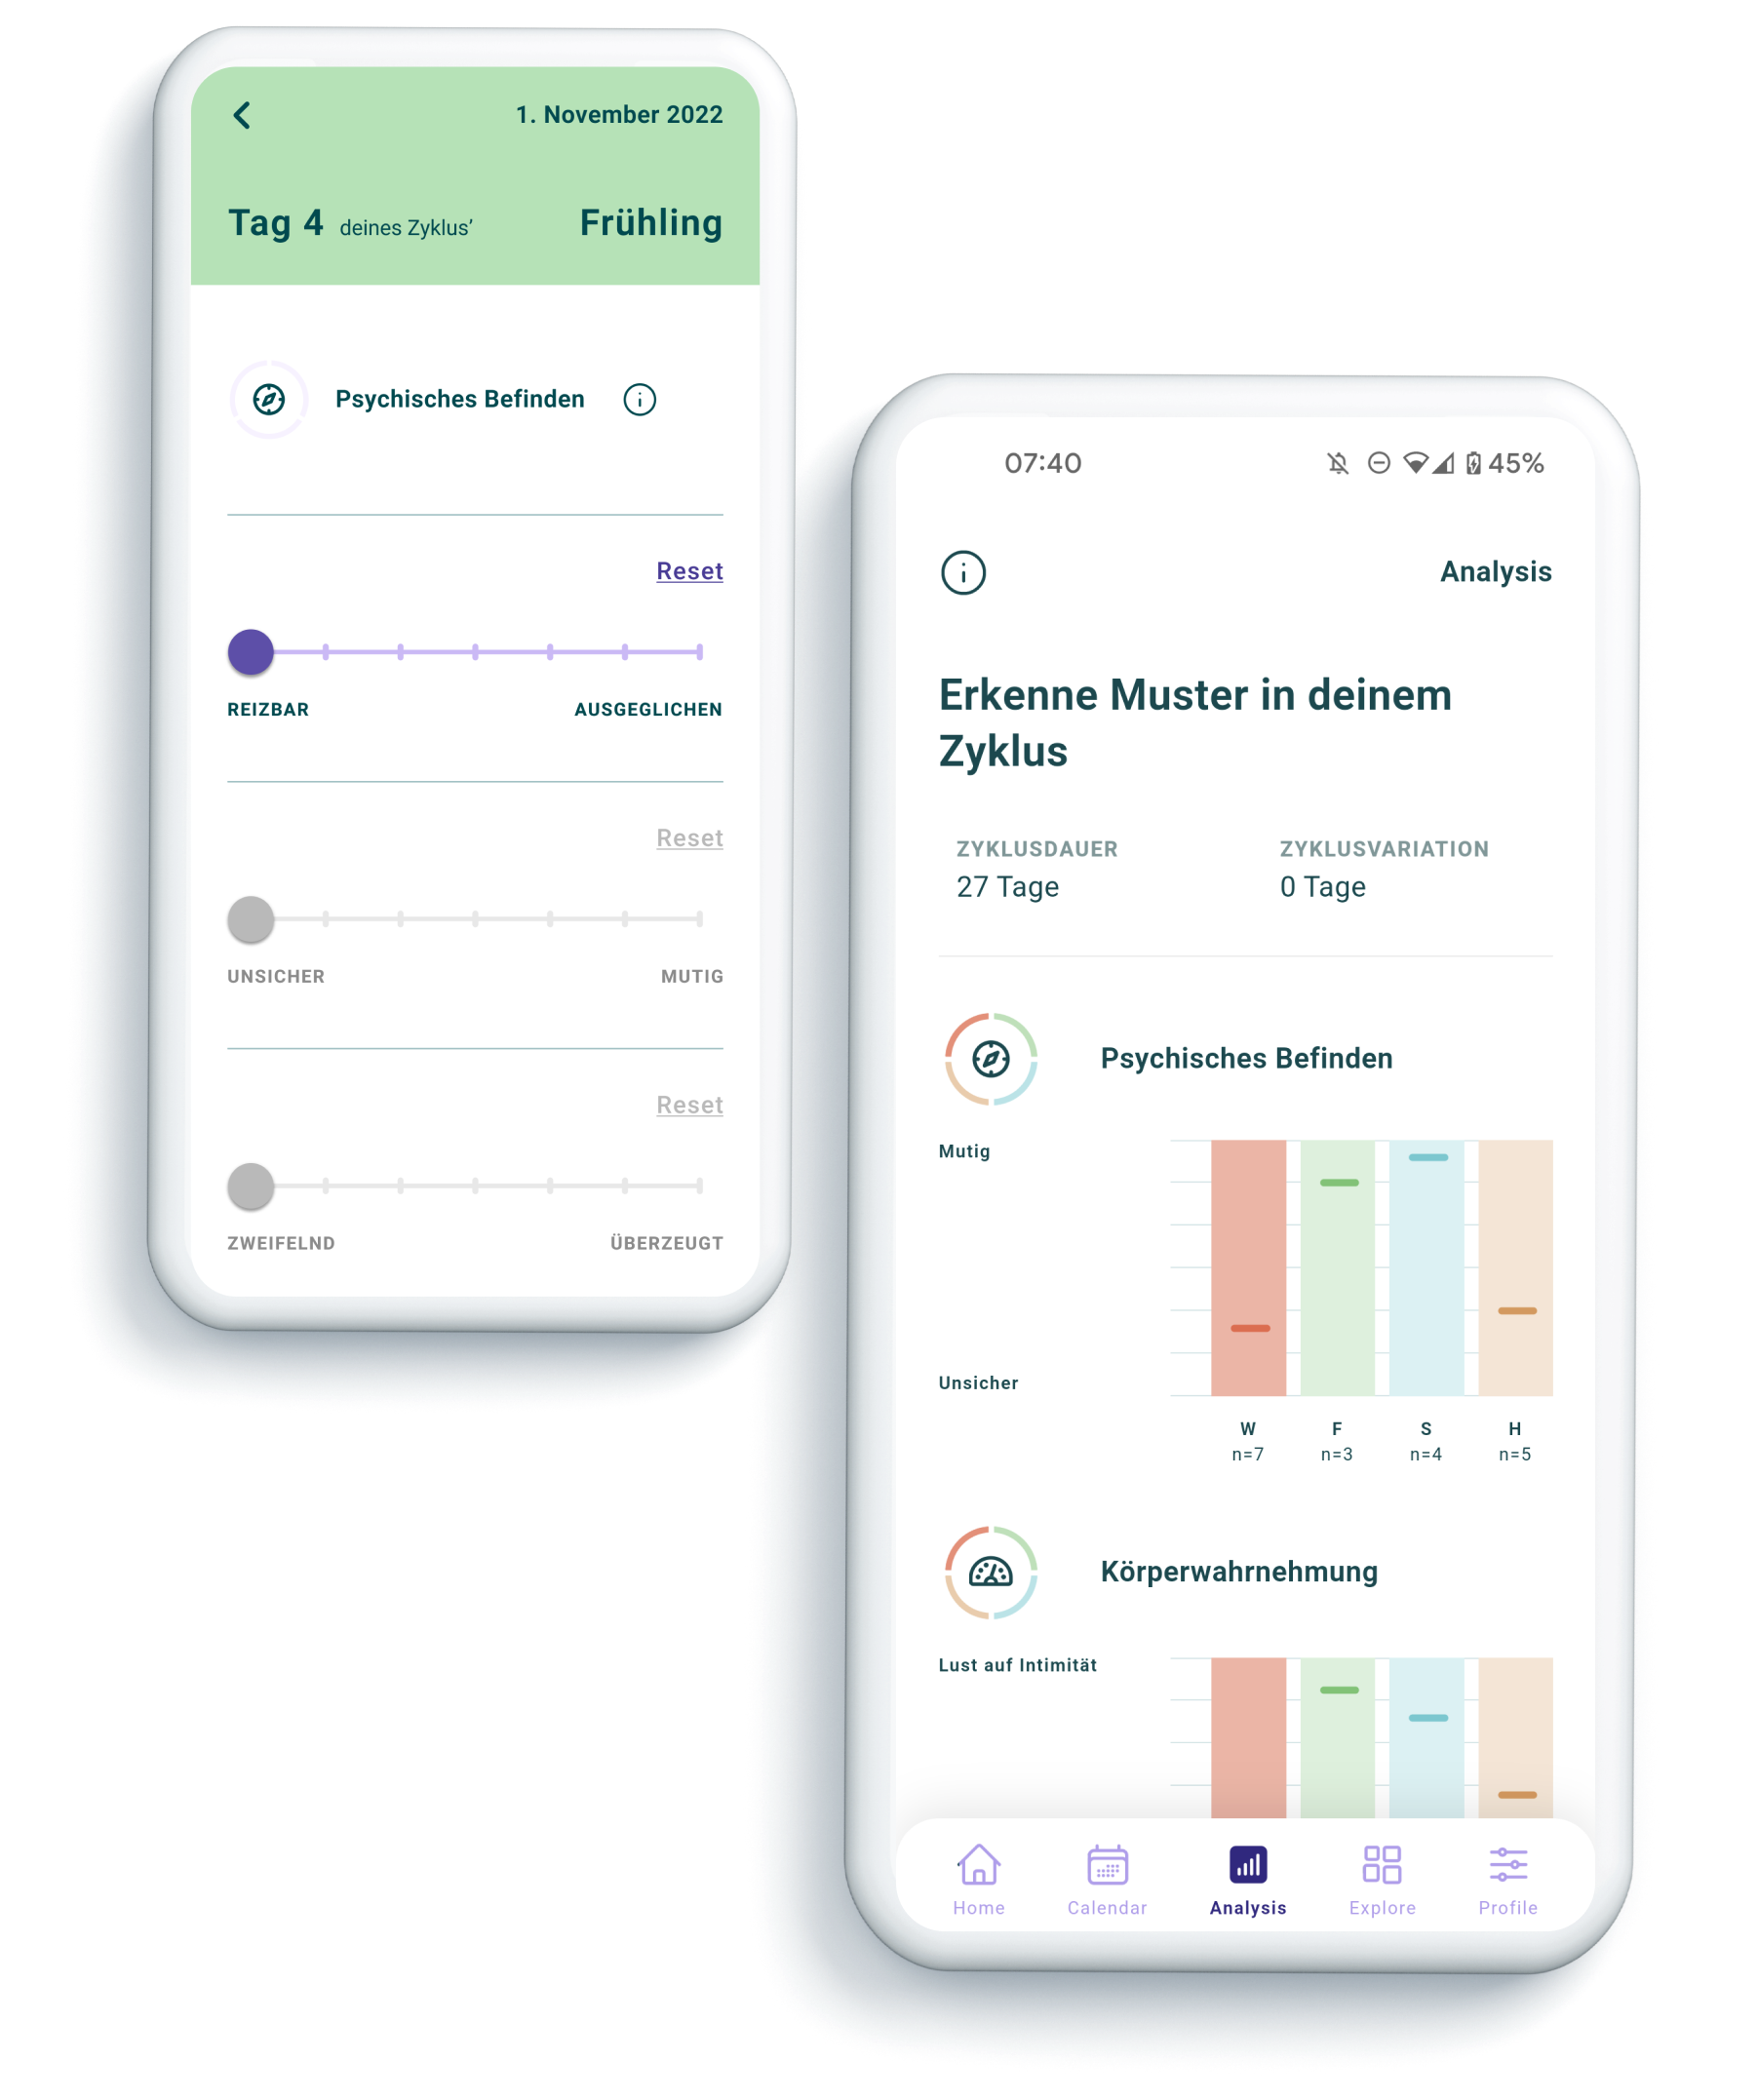 1. November 2022
Tag 4 deines Zyklus’ Frühling
Psychisches Befinden
Reset
REIZBAR AUSGEGLICHEN
Reset
UNSICHER MUTIG
Reset
ZWEIFELND ÜBERZEUGT
07:40 45%
Analysis
Erkenne Muster in deinem
Zyklus
ZYKLUSDAUER ZYKLUSVARIATION
27 Tage 0 Tage
Psychisches Befinden
Mutig
Unsicher
W F S H
n=7 n=3 n=4 n=5
Körperwahrnehmung
Lust auf Intimität
Home Calendar Analysis Explore Profile